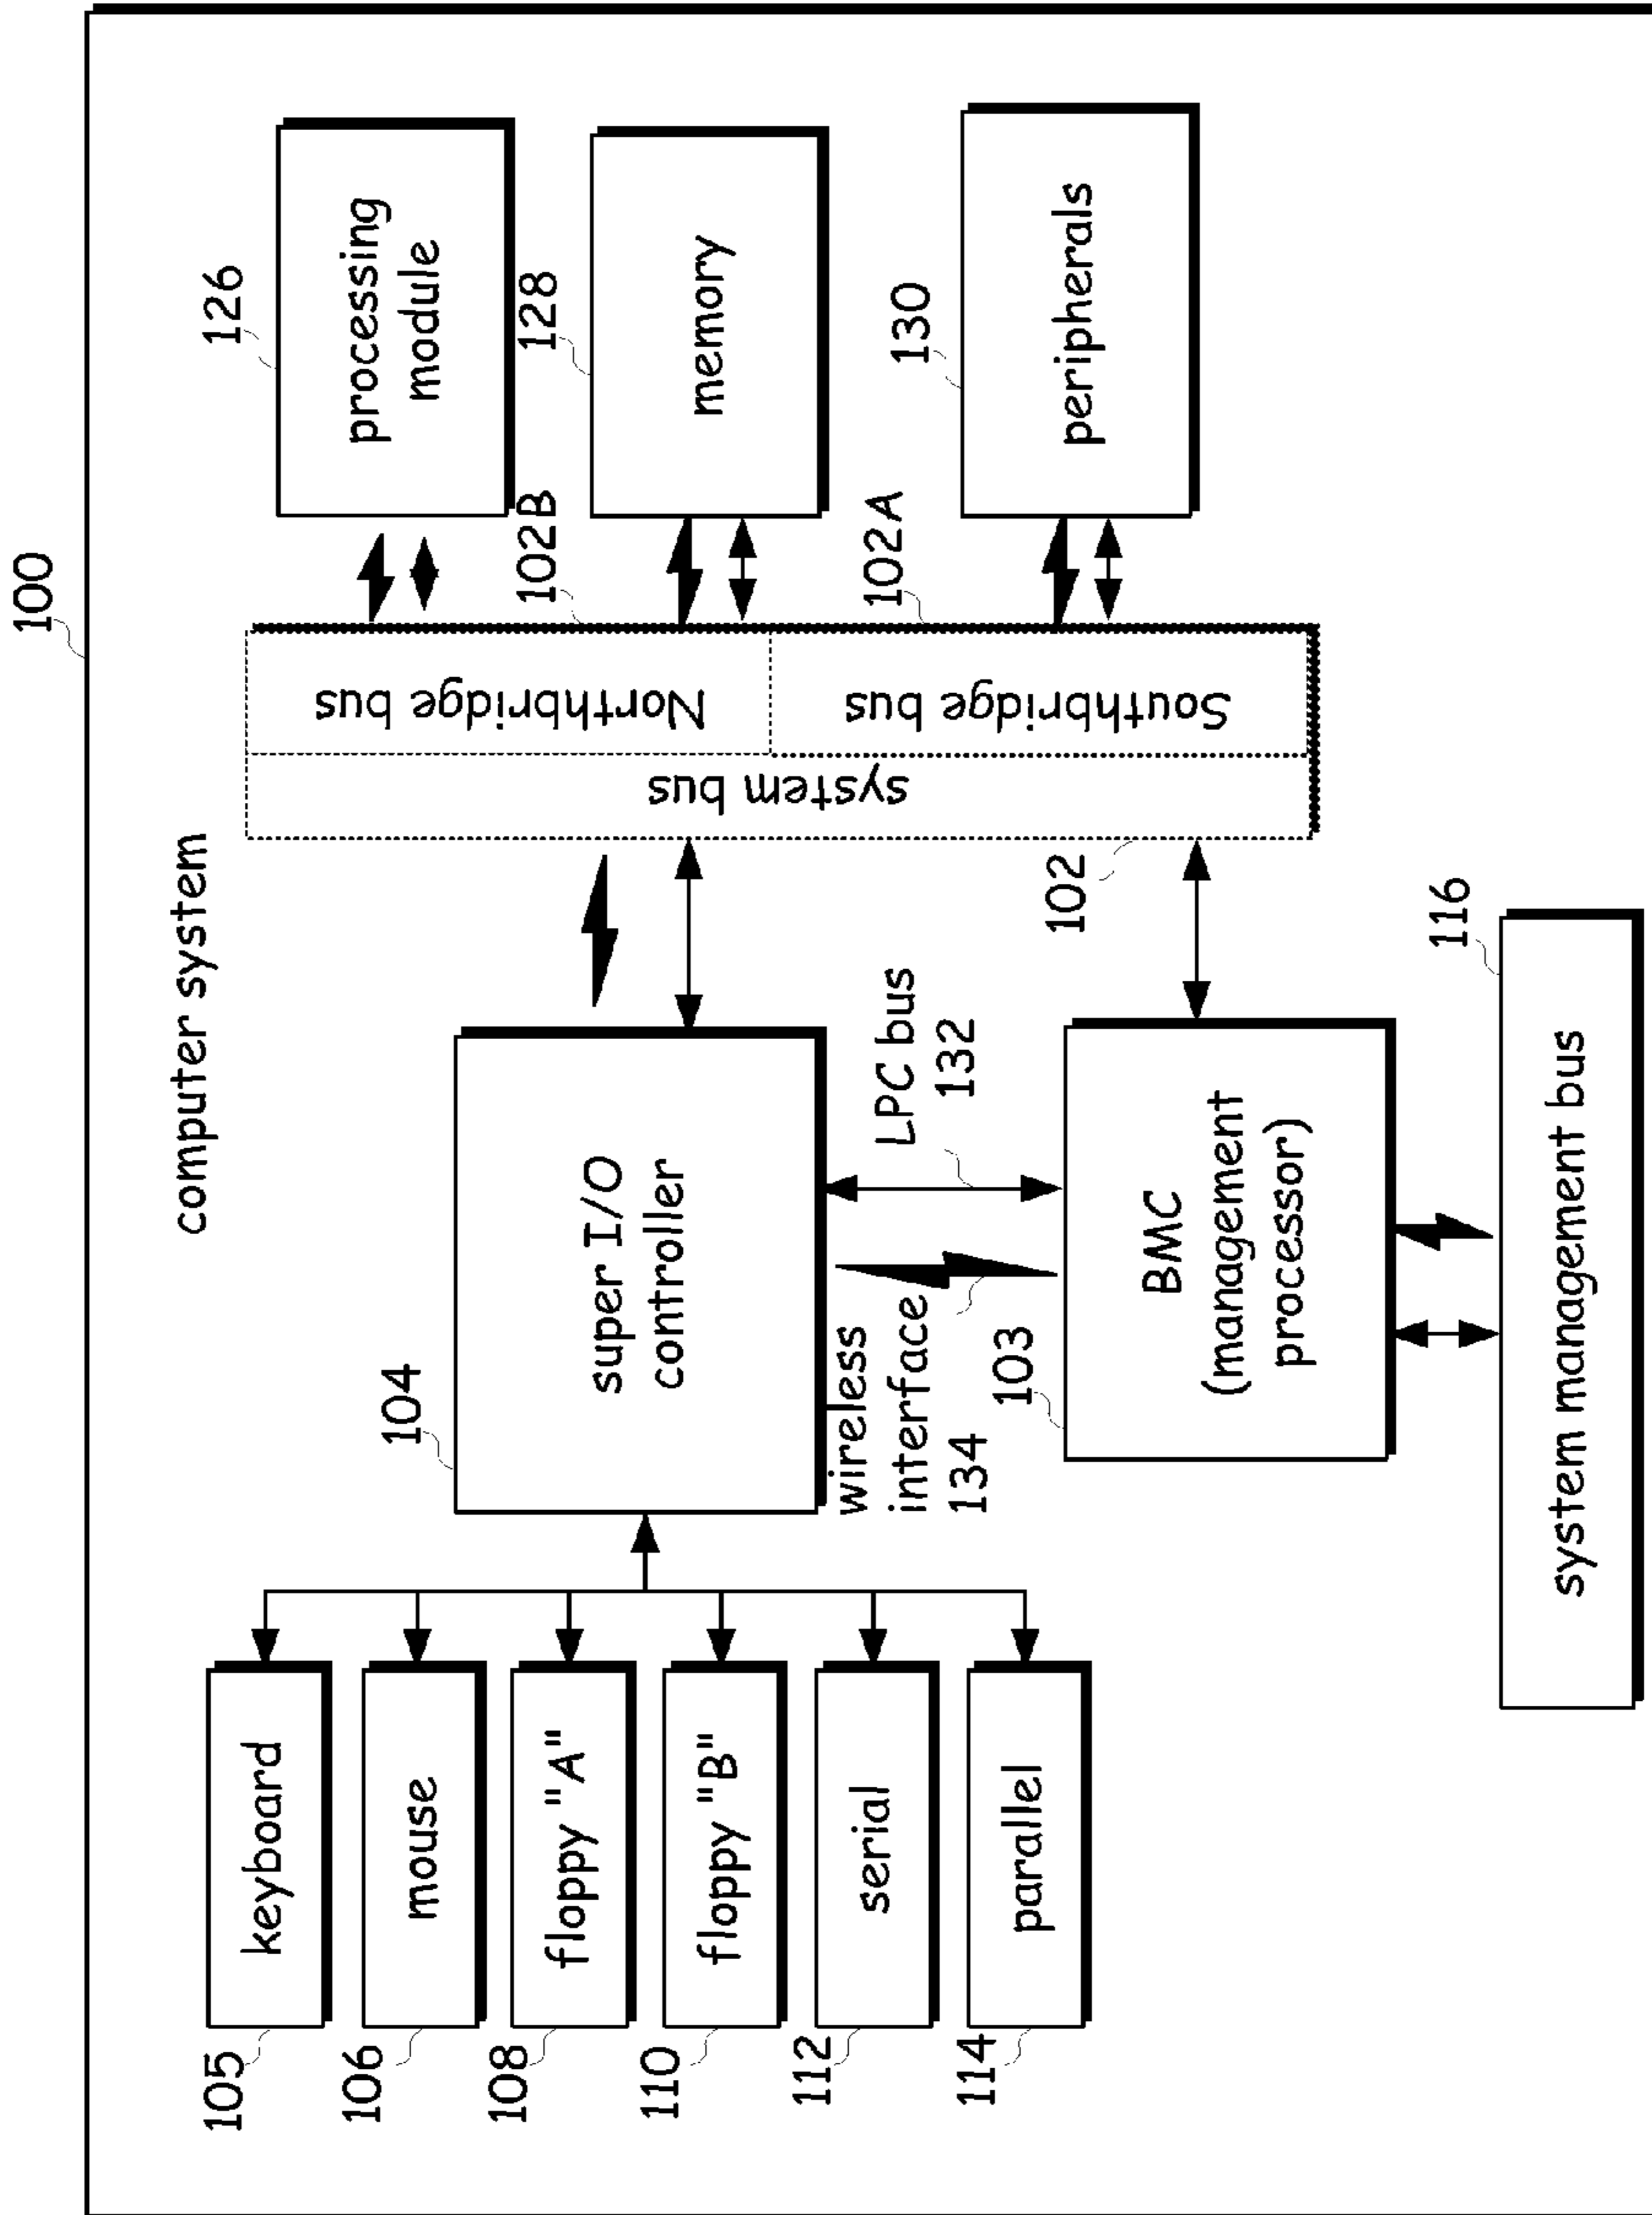 100
computer system
105
keyboard
106
mouse
108
floppy "A"
110
floppy "B"
112
serial
114
parallel
104
super I/O
controller
wireless
interface
134
LPC bus
132
103
BMC
(management
processor)
116
system management bus
102
system bus
Northbridge bus
102B
Southbridge bus
102A
126
processing
module
128
memory
130
peripherals